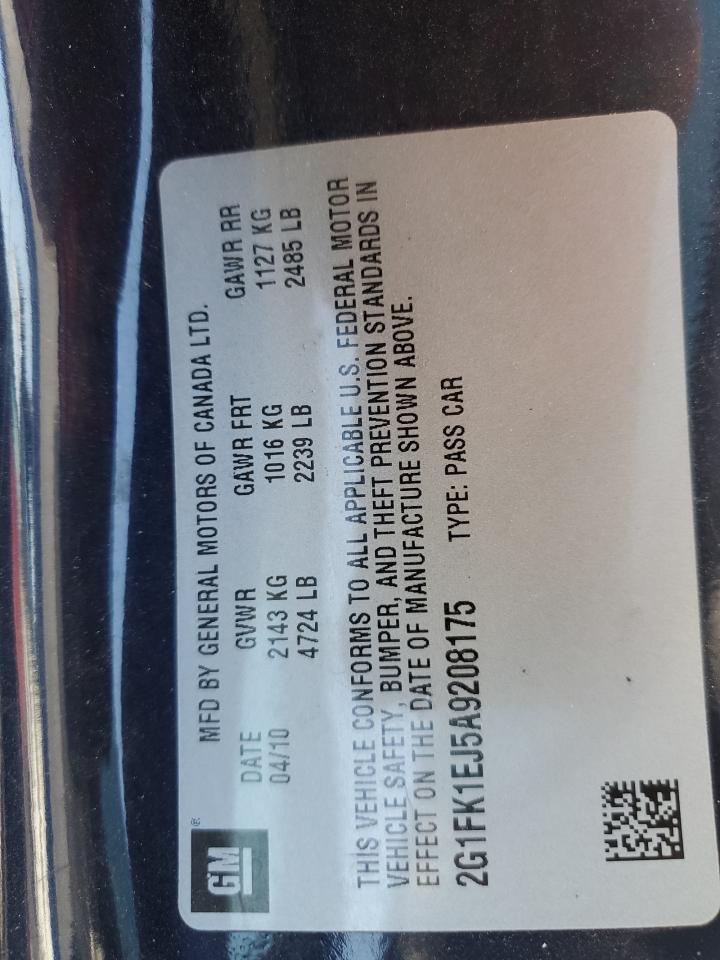 GM ®
MFD BY GENERAL MOTORS OF CANADA LTD.
DATE GVWR GAWR FRT GAWR RR
04/10 2143 KG 1016 KG 1127 KG
4724 LB 2239 LB 2485 LB
THIS VEHICLE CONFORMS TO ALL APPLICABLE U.S. FEDERAL MOTOR
VEHICLE SAFETY, BUMPER, AND THEFT PREVENTION STANDARDS IN
EFFECT ON THE DATE OF MANUFACTURE SHOWN ABOVE.
2G1FK1EJ5A9208175 TYPE: PASS CAR